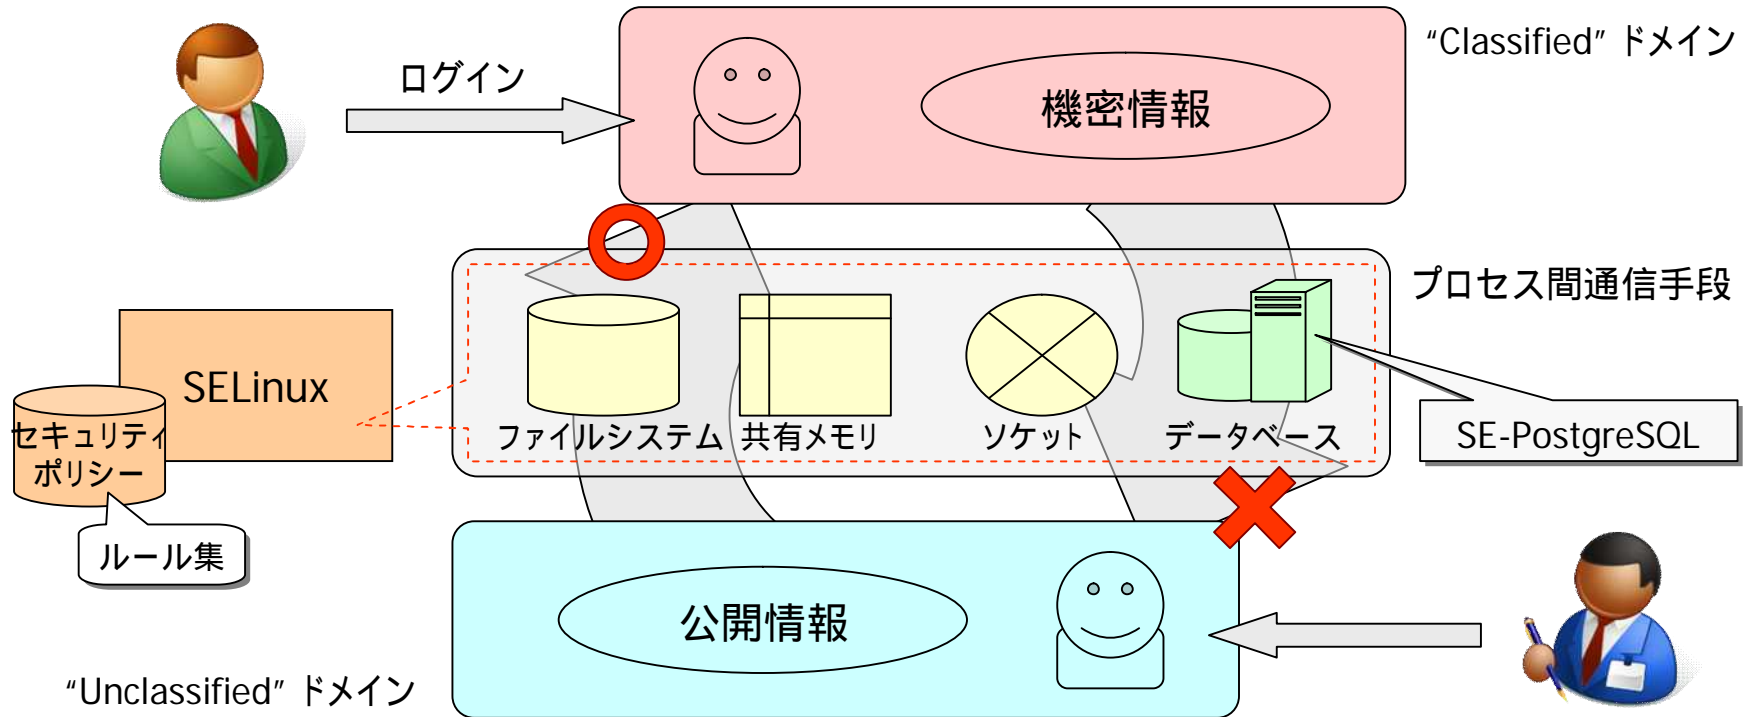 “Classified” ドメイン
ログイン
機密情報
プロセス間通信手段
SELinux
セキュリティ
ポリシー
ルール集
ファイルシステム
共有メモリ
ソケット
データベース
SE-PostgreSQL
公開情報
“Unclassified” ドメイン